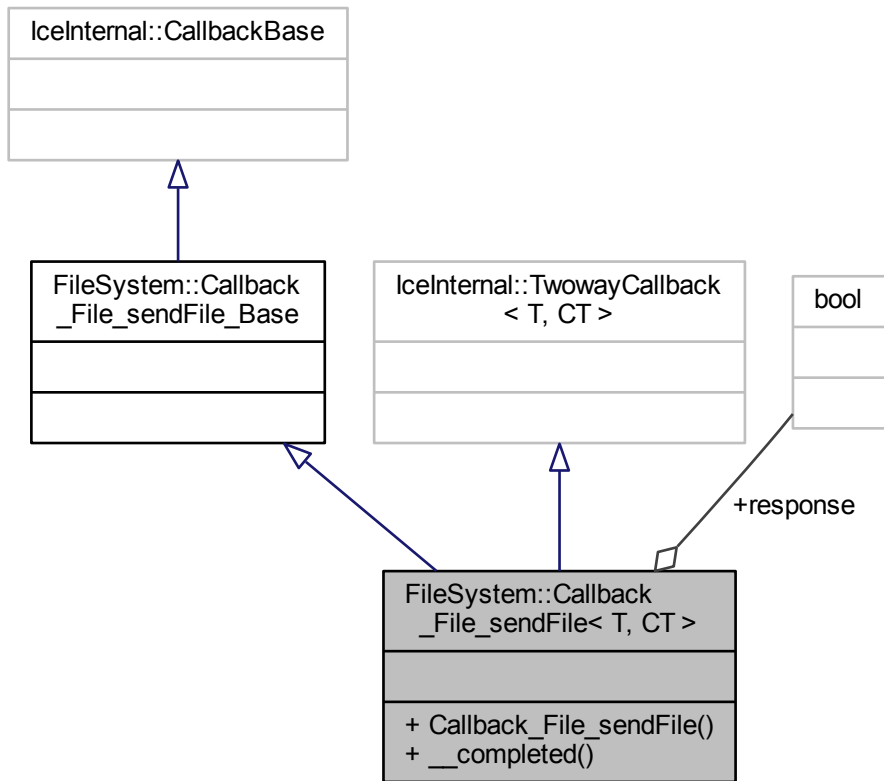 IceInternal::CallbackBase
FileSystem::Callback
_File_sendFile_Base
IceInternal::TwowayCallback
< T, CT >
bool
+response
FileSystem::Callback
_File_sendFile< T, CT >
+ Callback_File_sendFile()
+ __completed()